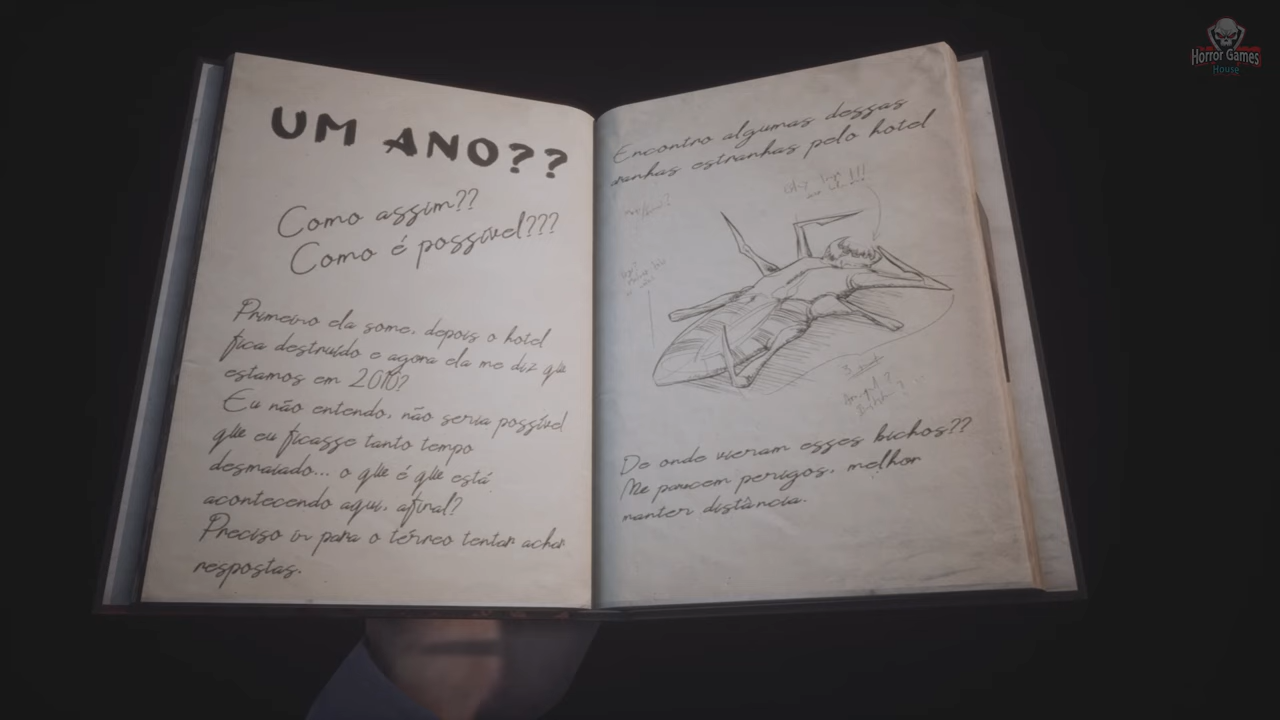 UM ANO??
Como assim??
Como é possível???
Primeiro ela some, depois o hotel
fica destruído e agora ela me diz que
estamos em 2010?
Eu não entendo, não seria possível
que eu ficasse tanto tempo
desmaiado... o que é que está
acontecendo aqui, afinal?
Preciso ir para o térreo tentar achar
respostas.
Encontro algumas dessas
aranhas estranhas pelo hotel
De onde vieram esses bichos??
Me parecem perigos, melhor
manter distância.
Horror Games
House